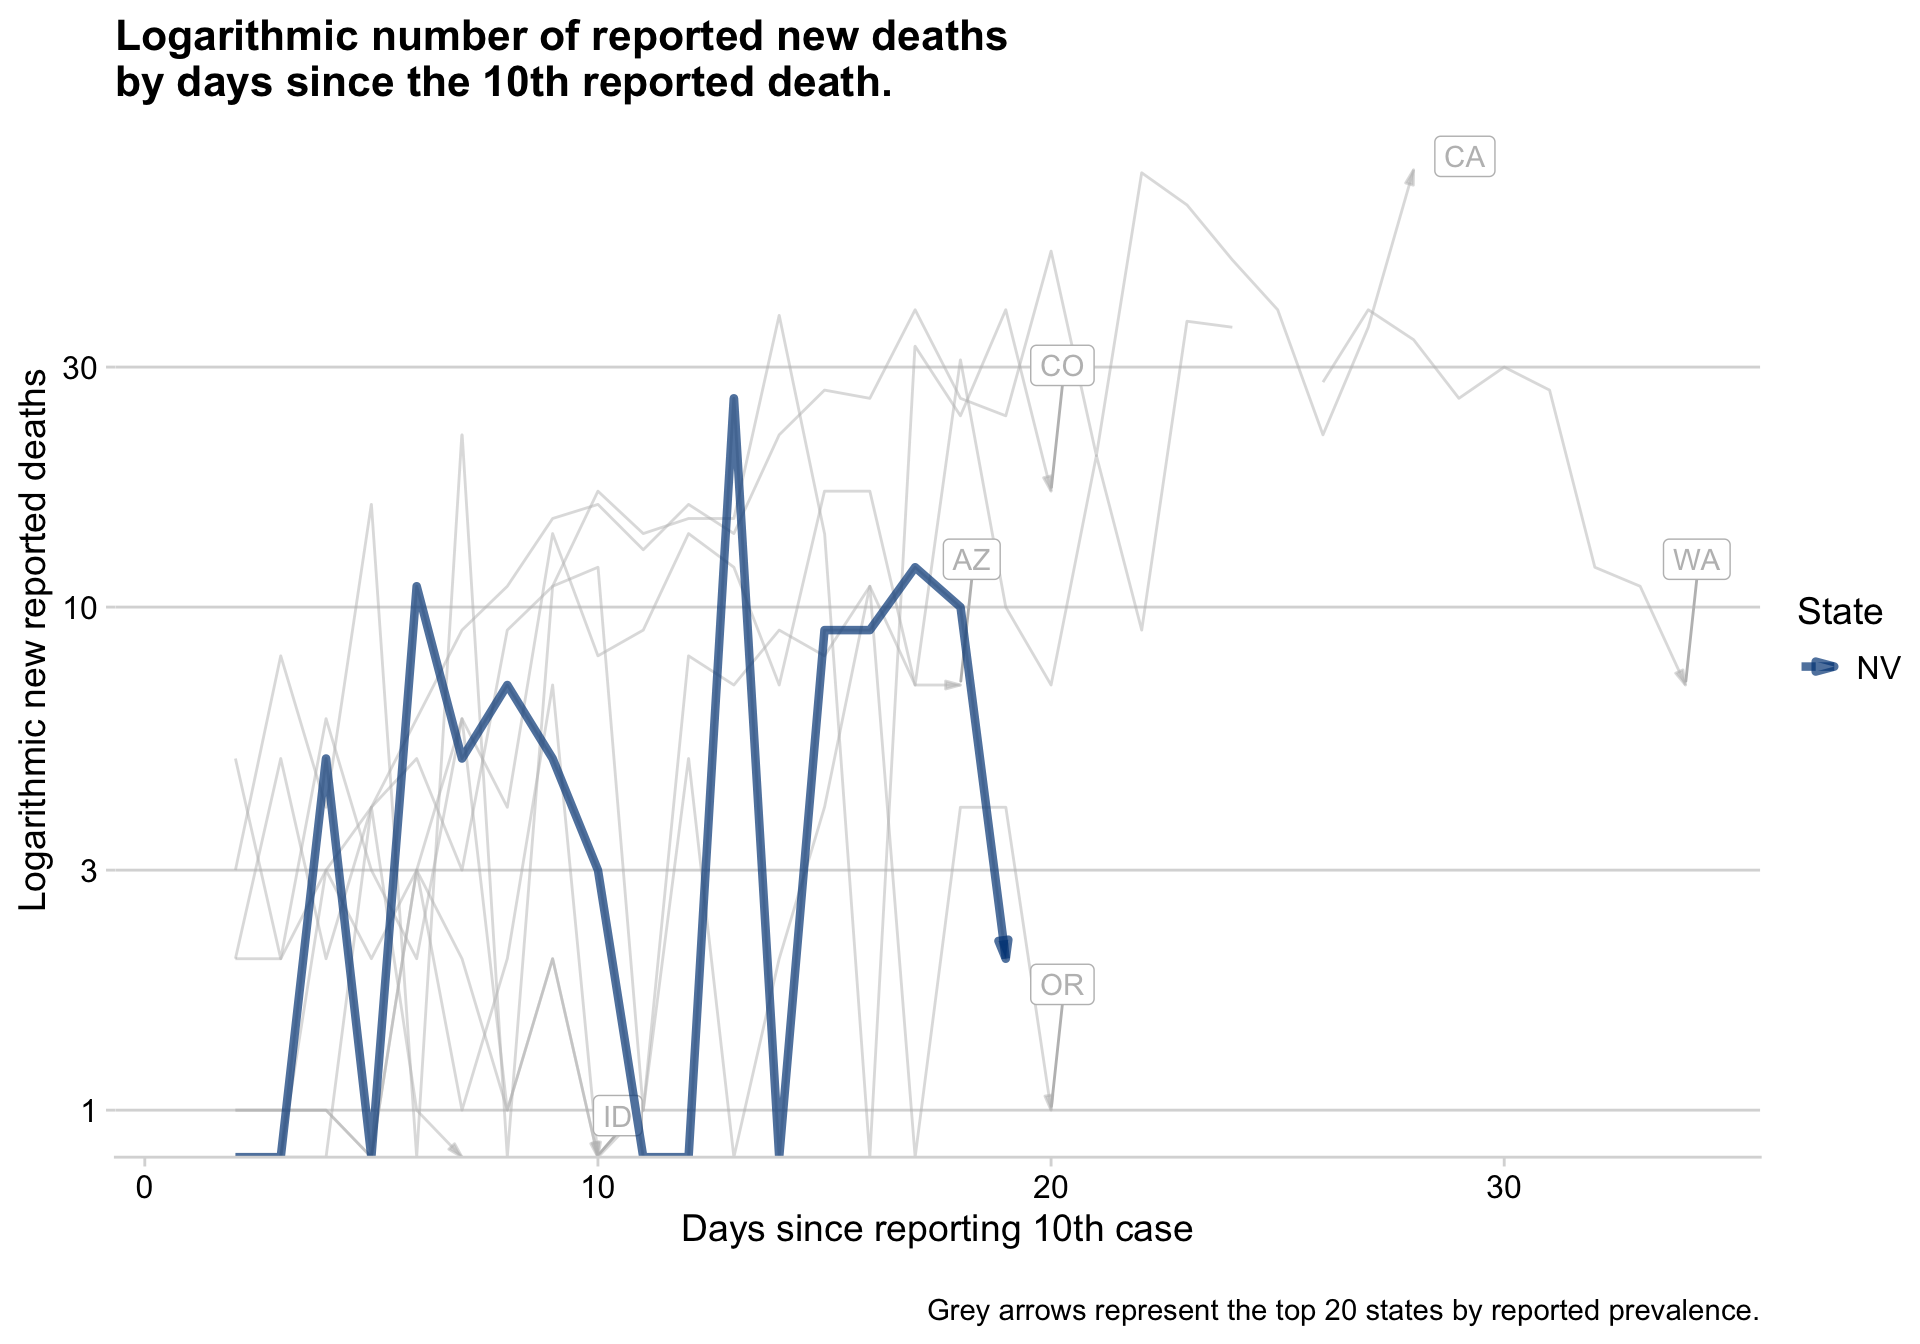 Logarithmic number of reported new deaths
by days since the 10th reported death.
CA
30
CO
AZ
WA
10
3
1
OR
ID
Logarithmic new reported deaths
State
NV
0
10
20
30
Days since reporting 10th case
Grey arrows represent the top 20 states by reported prevalence.